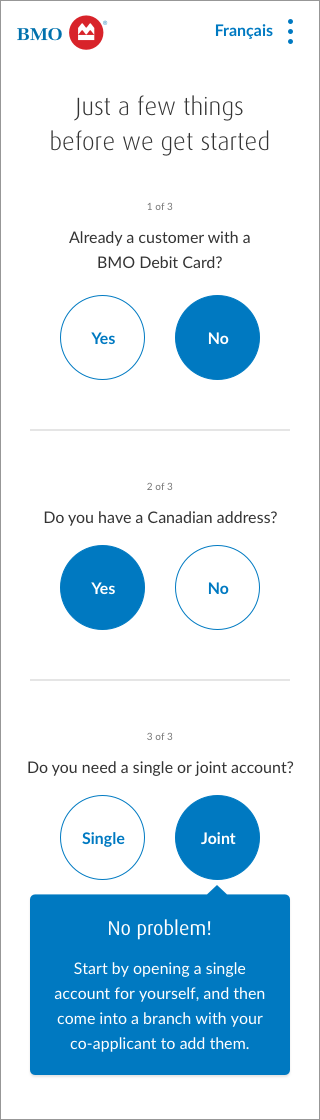 BMO
Français
Just a few things
before we get started
1 of 3
Already a customer with a
BMO Debit Card?
Yes
No
2 of 3
Do you have a Canadian address?
Yes
No
3 of 3
Do you need a single or joint account?
Single
Joint
No problem!
Start by opening a single
account for yourself, and then
come into a branch with your
co-applicant to add them.